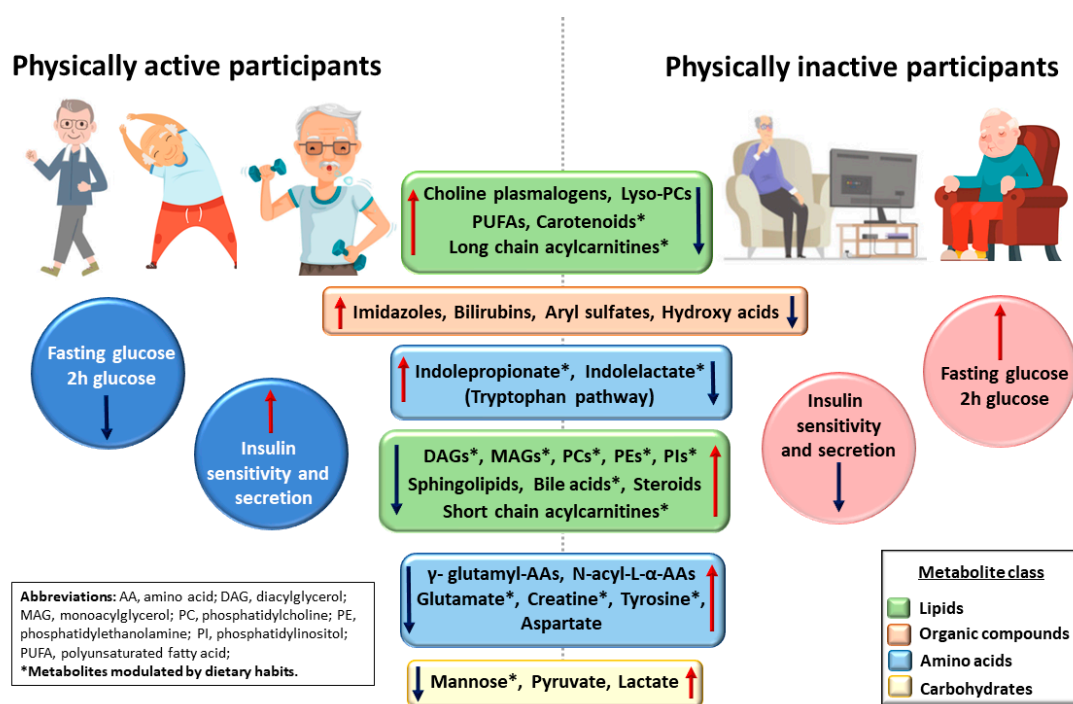 Physically active participants
Physically inactive participants
Choline plasmalogens, Lyso-PCs
PUFAs, Carotenoids*
Long chain acylcarnitines*
Imidazoles, Bilirubins, Aryl sulfates, Hydroxy acids
Fasting glucose
2h glucose
Insulin
sensitivity and
secretion
Indolepropionate*, Indolelactate*
(Tryptophan pathway)
Fasting glucose
2h glucose
Insulin
sensitivity
and secretion
DAGs*, MAGs*, PCs*, PEs*, PIs*
Sphingolipids, Bile acids*, Steroids
Short chain acylcarnitines*
γ- glutamyl-AAs, N-acyl-L-α-AAs
Glutamate*, Creatine*, Tyrosine*,
Aspartate
Mannose*, Pyruvate, Lactate
Abbreviations: AA, amino acid; DAG, diacylglycerol;
MAG, monoacylglycerol; PC, phosphatidylcholine; PE,
phosphatidylethanolamine; PI, phosphatidylinositol;
PUFA, polyunsaturated fatty acid;
*Metabolites modulated by dietary habits.
Metabolite class
Lipids
Organic compounds
Amino acids
Carbohydrates